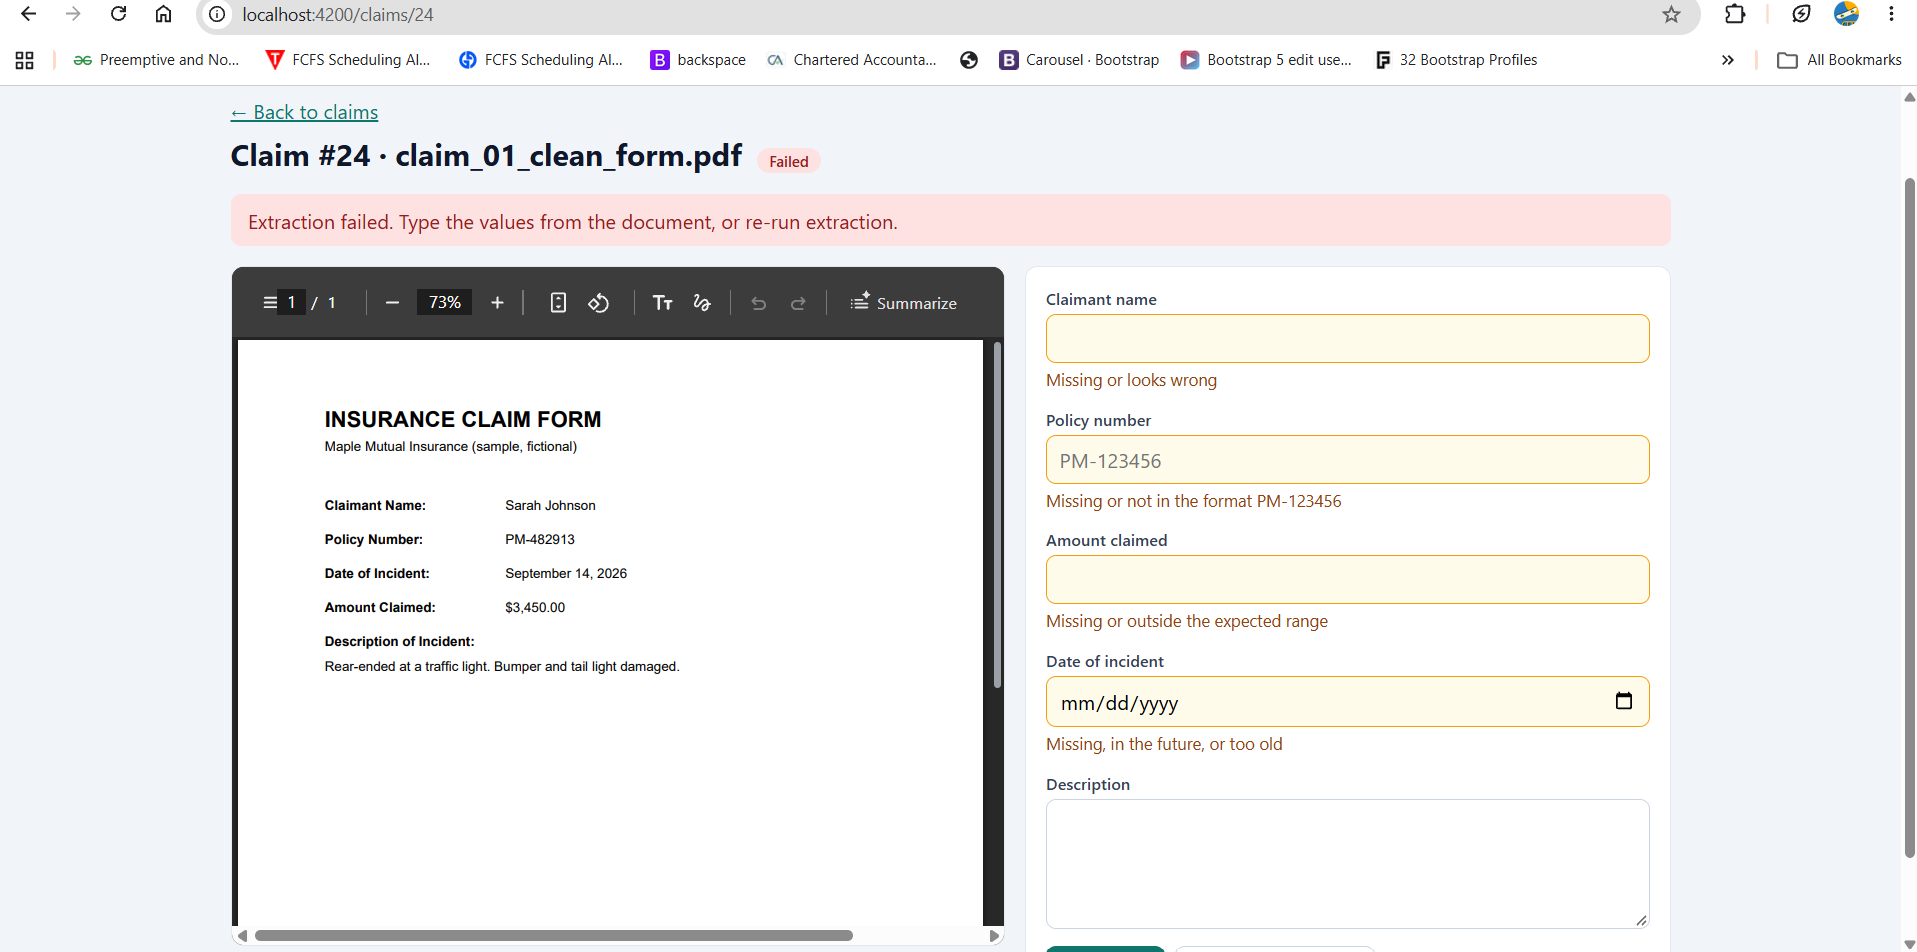 localhost:4200/claims/24
Preemptive and No...
FCFS Scheduling Al...
FCFS Scheduling Al...
backspace
Chartered Accounta...
Carousel · Bootstrap
Bootstrap 5 edit use...
32 Bootstrap Profiles
All Bookmarks
← Back to claims
Claim #24 · claim_01_clean_form.pdf Failed
Extraction failed. Type the values from the document, or re-run extraction.
1 / 1 73% Summarize
INSURANCE CLAIM FORM
Maple Mutual Insurance (sample, fictional)
Claimant Name: Sarah Johnson
Policy Number: PM-482913
Date of Incident: September 14, 2026
Amount Claimed: $3,450.00
Description of Incident:
Rear-ended at a traffic light. Bumper and tail light damaged.
Claimant name
Missing or looks wrong
Policy number
PM-123456
Missing or not in the format PM-123456
Amount claimed
Missing or outside the expected range
Date of incident
mm/dd/yyyy
Missing, in the future, or too old
Description